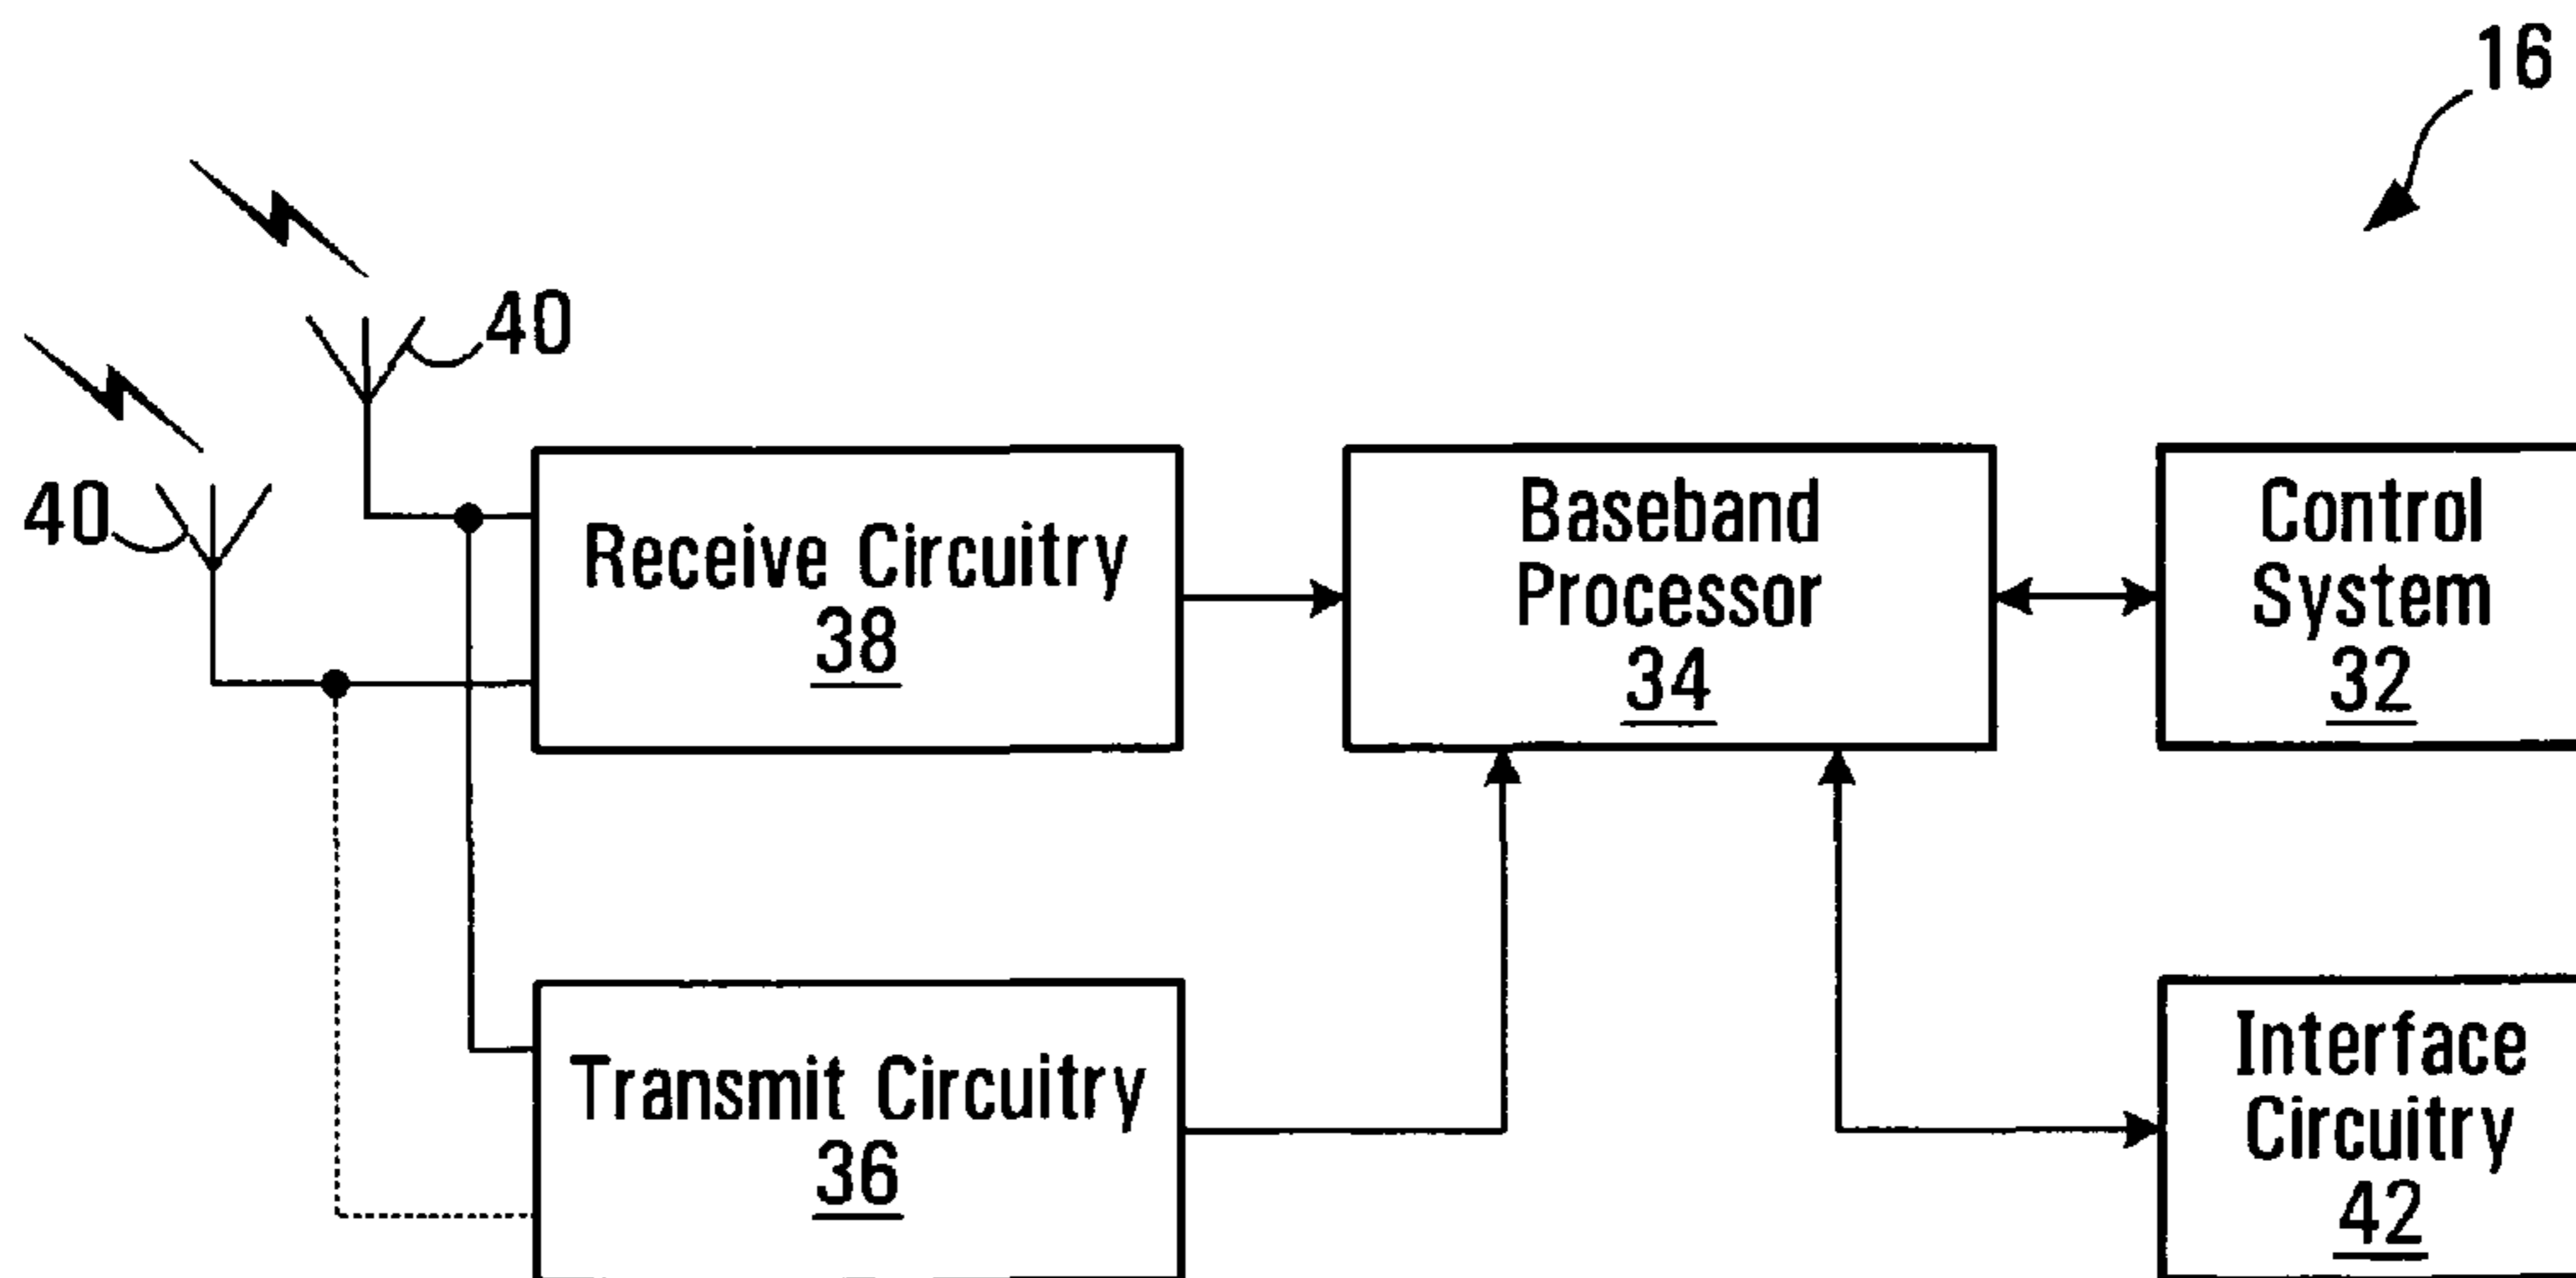 16
40
40
Receive Circuitry
38
Baseband
Processor
34
Control
System
32
Transmit Circuitry
36
Interface
Circuitry
42